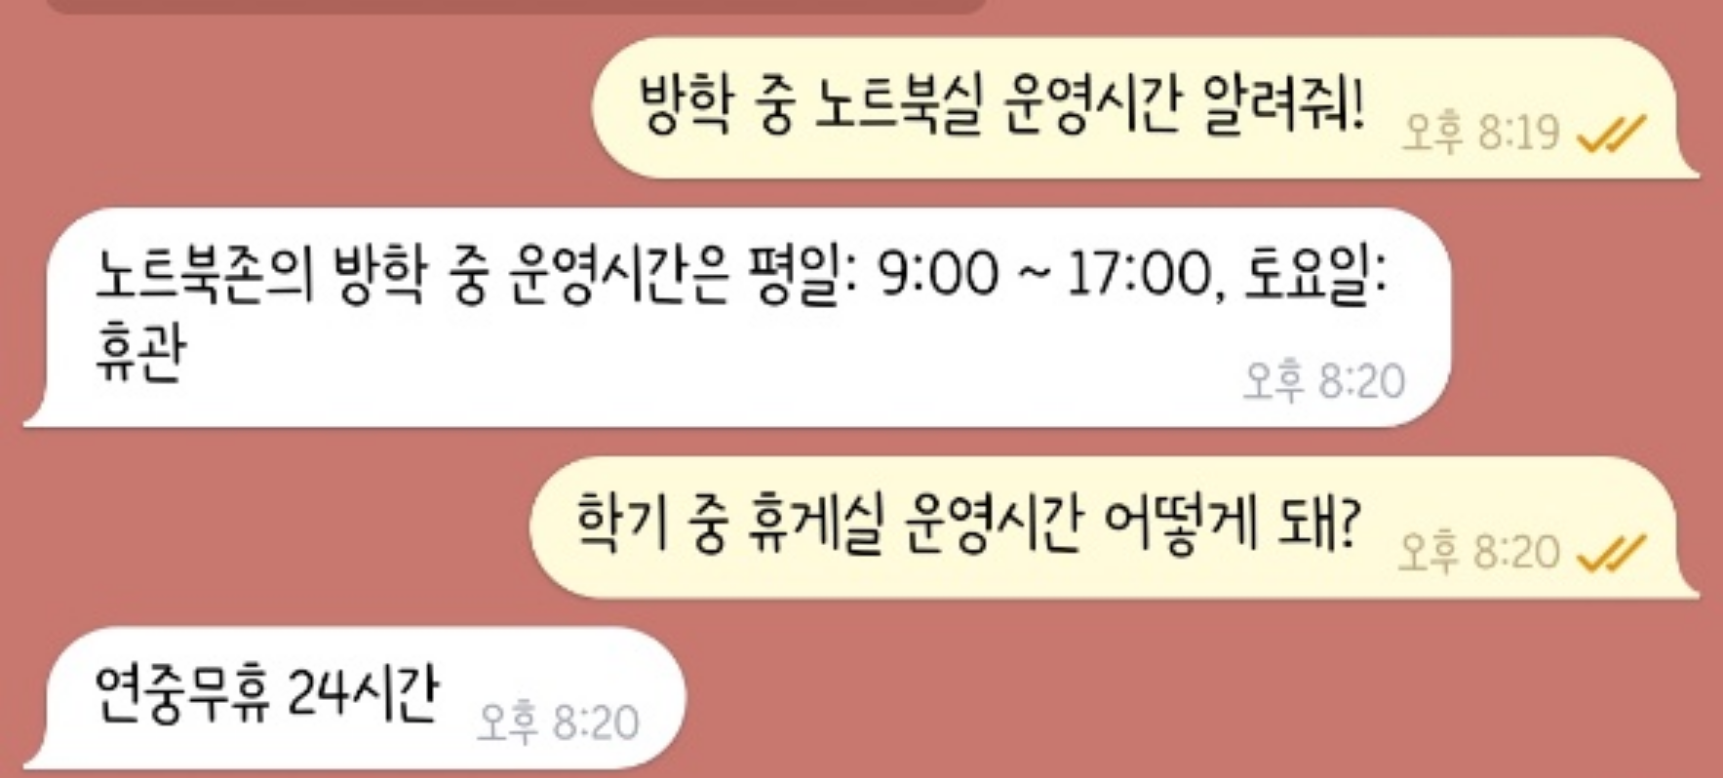 방학 중 노트북실 운영시간 알려줘!
오후 8:19
노트북존의 방학 중 운영시간은 평일: 9:00 ~ 17:00, 토요일:
휴관
오후 8:20
학기 중 휴게실 운영시간 어떻게 돼?
오후 8:20
연중무휴 24시간
오후 8:20